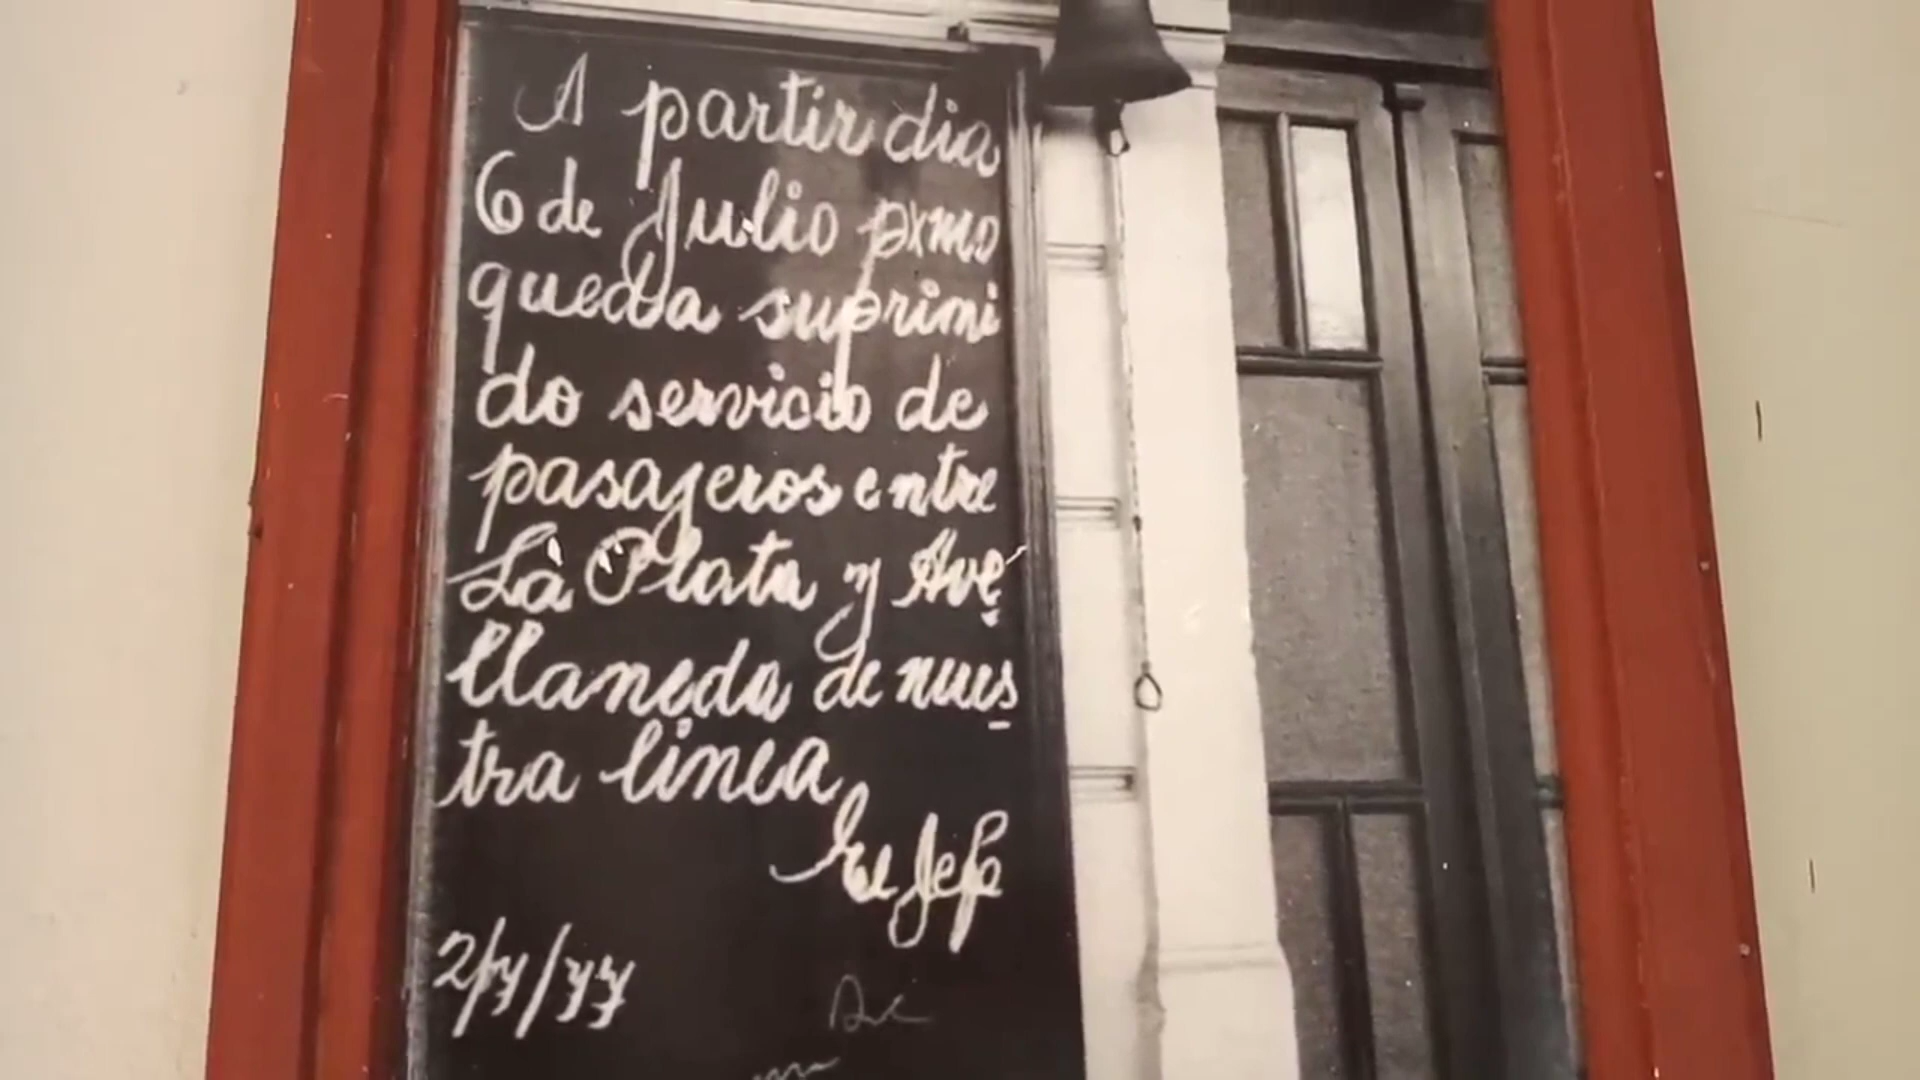 A partir dia
6 de Julio pxmo
queda suprimi
do servicio de
pasajeros entre
La Plata y Ave
llaneda de nues
tra linea
El Jefe
2/7/77